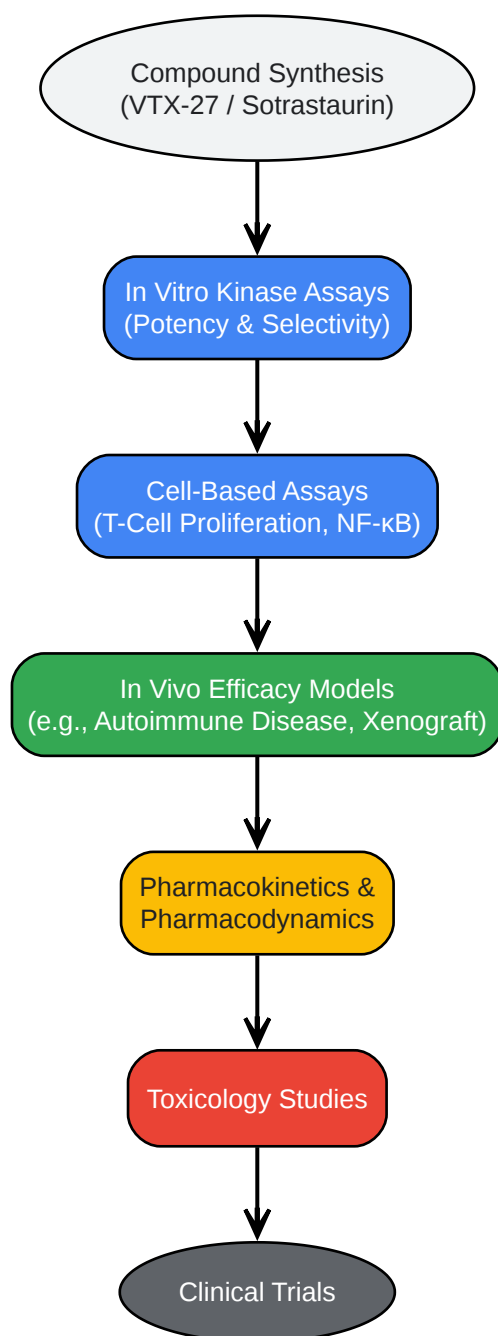 Compound Synthesis
(VTX-27 / Sotrastaurin)
In Vitro Kinase Assays
(Potency & Selectivity)
Cell-Based Assays
(T-Cell Proliferation, NF-κB)
In Vivo Efficacy Models
(e.g., Autoimmune Disease, Xenograft)
Pharmacokinetics &
Pharmacodynamics
Toxicology Studies
Clinical Trials